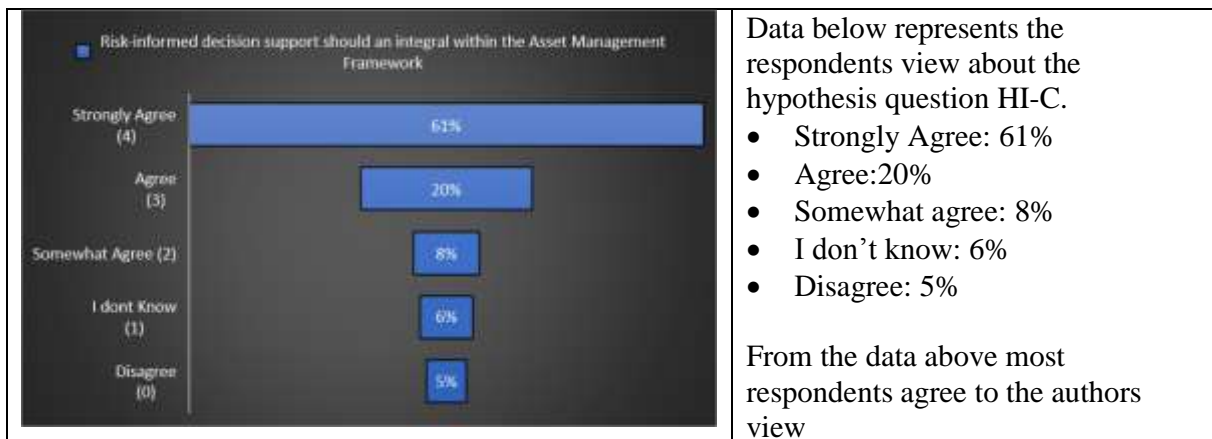 Risk-informed decision support should an integral within the Asset Management
Framework
Strongly Agree
(4)
61%
Agree
(3)
20%
Somewhat Agree (2)
8%
I dont Know
(1)
6%
Disagree
(0)
5%
Data below represents the
respondents view about the
hypothesis question HI-C.
• Strongly Agree: 61%
• Agree:20%
• Somewhat agree: 8%
• I don’t know: 6%
• Disagree: 5%
From the data above most
respondents agree to the authors
view